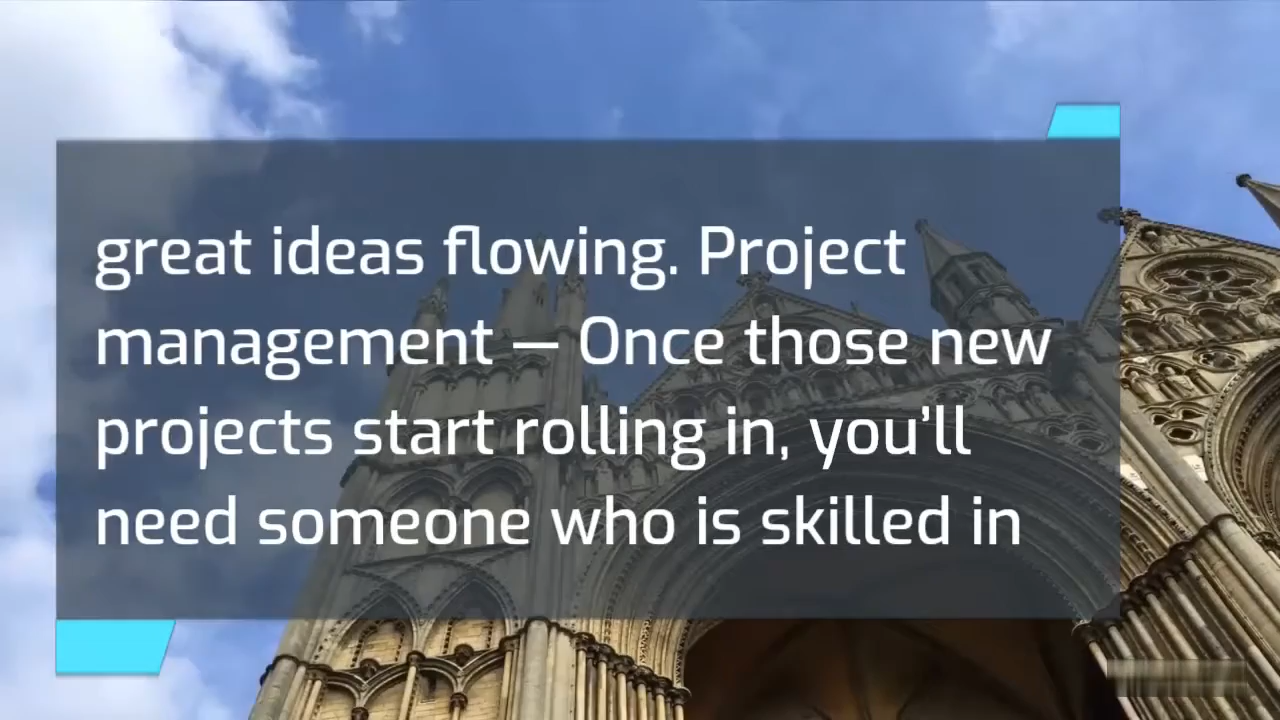 great ideas flowing. Project
management — Once those new
projects start rolling in, you’ll
need someone who is skilled in